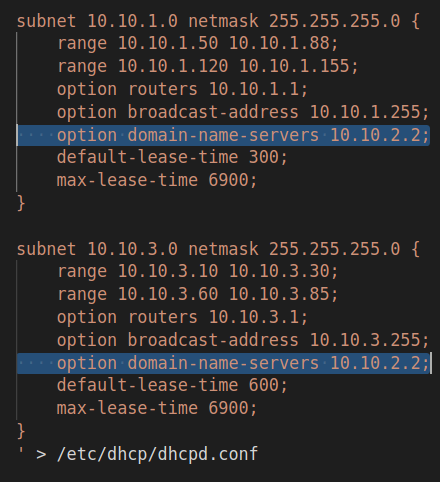 subnet 10.10.1.0 netmask 255.255.255.0 {
    range 10.10.1.50 10.10.1.88;
    range 10.10.1.120 10.10.1.155;
    option routers 10.10.1.1;
    option broadcast-address 10.10.1.255;
    option domain-name-servers 10.10.2.2;
    default-lease-time 300;
    max-lease-time 6900;
}

subnet 10.10.3.0 netmask 255.255.255.0 {
    range 10.10.3.10 10.10.3.30;
    range 10.10.3.60 10.10.3.85;
    option routers 10.10.3.1;
    option broadcast-address 10.10.3.255;
    option domain-name-servers 10.10.2.2;
    default-lease-time 600;
    max-lease-time 6900;
}
' > /etc/dhcp/dhcpd.conf